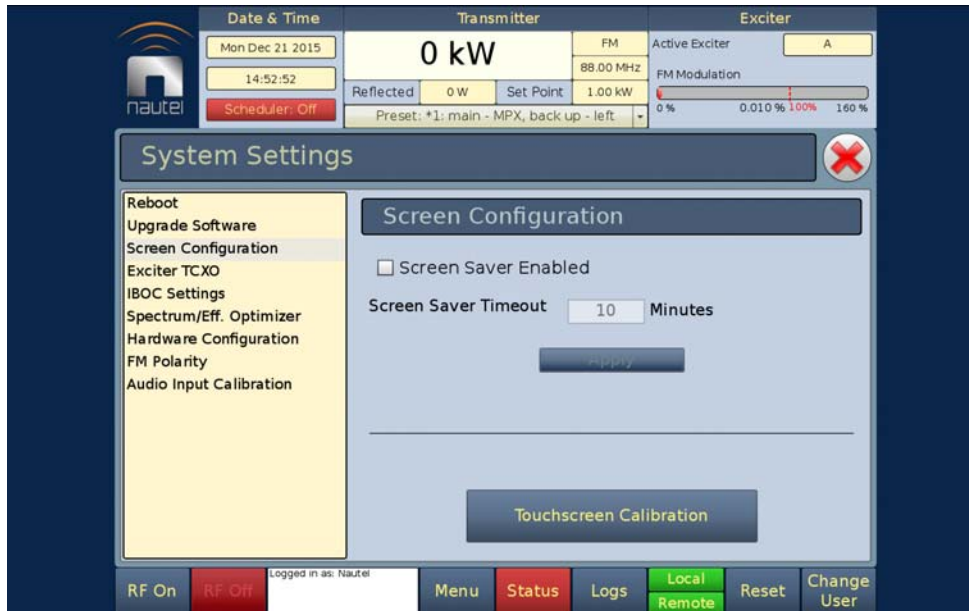 nautel
Date & Time
Mon Dec 21 2015
14:52:52
Scheduler: Off
Transmitter
0 kW
FM
88.00 MHz
Reflected
0 W
Set Point
1.00 kW
Preset: *1: main - MPX, back up - left
Exciter
Active Exciter
A
FM Modulation
0 %
0.010 %
100%
160 %
System Settings
Reboot
Upgrade Software
Screen Configuration
Exciter TCXO
IBOC Settings
Spectrum/Eff. Optimizer
Hardware Configuration
FM Polarity
Audio Input Calibration
Screen Configuration
Screen Saver Enabled
Screen Saver Timeout
10
Minutes
Apply
Touchscreen Calibration
RF On
RF Off
Logged in as: Nautel
Menu
Status
Logs
Local
Remote
Reset
Change
User